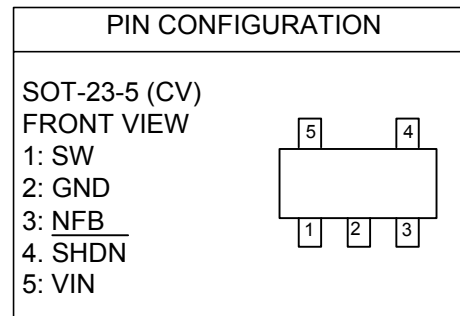 PIN CONFIGURATION
SOT-23-5 (CV)
FRONT VIEW
1: SW
2: GND
3: NFB
4. SHDN
5: VIN
5 4
1 2 3